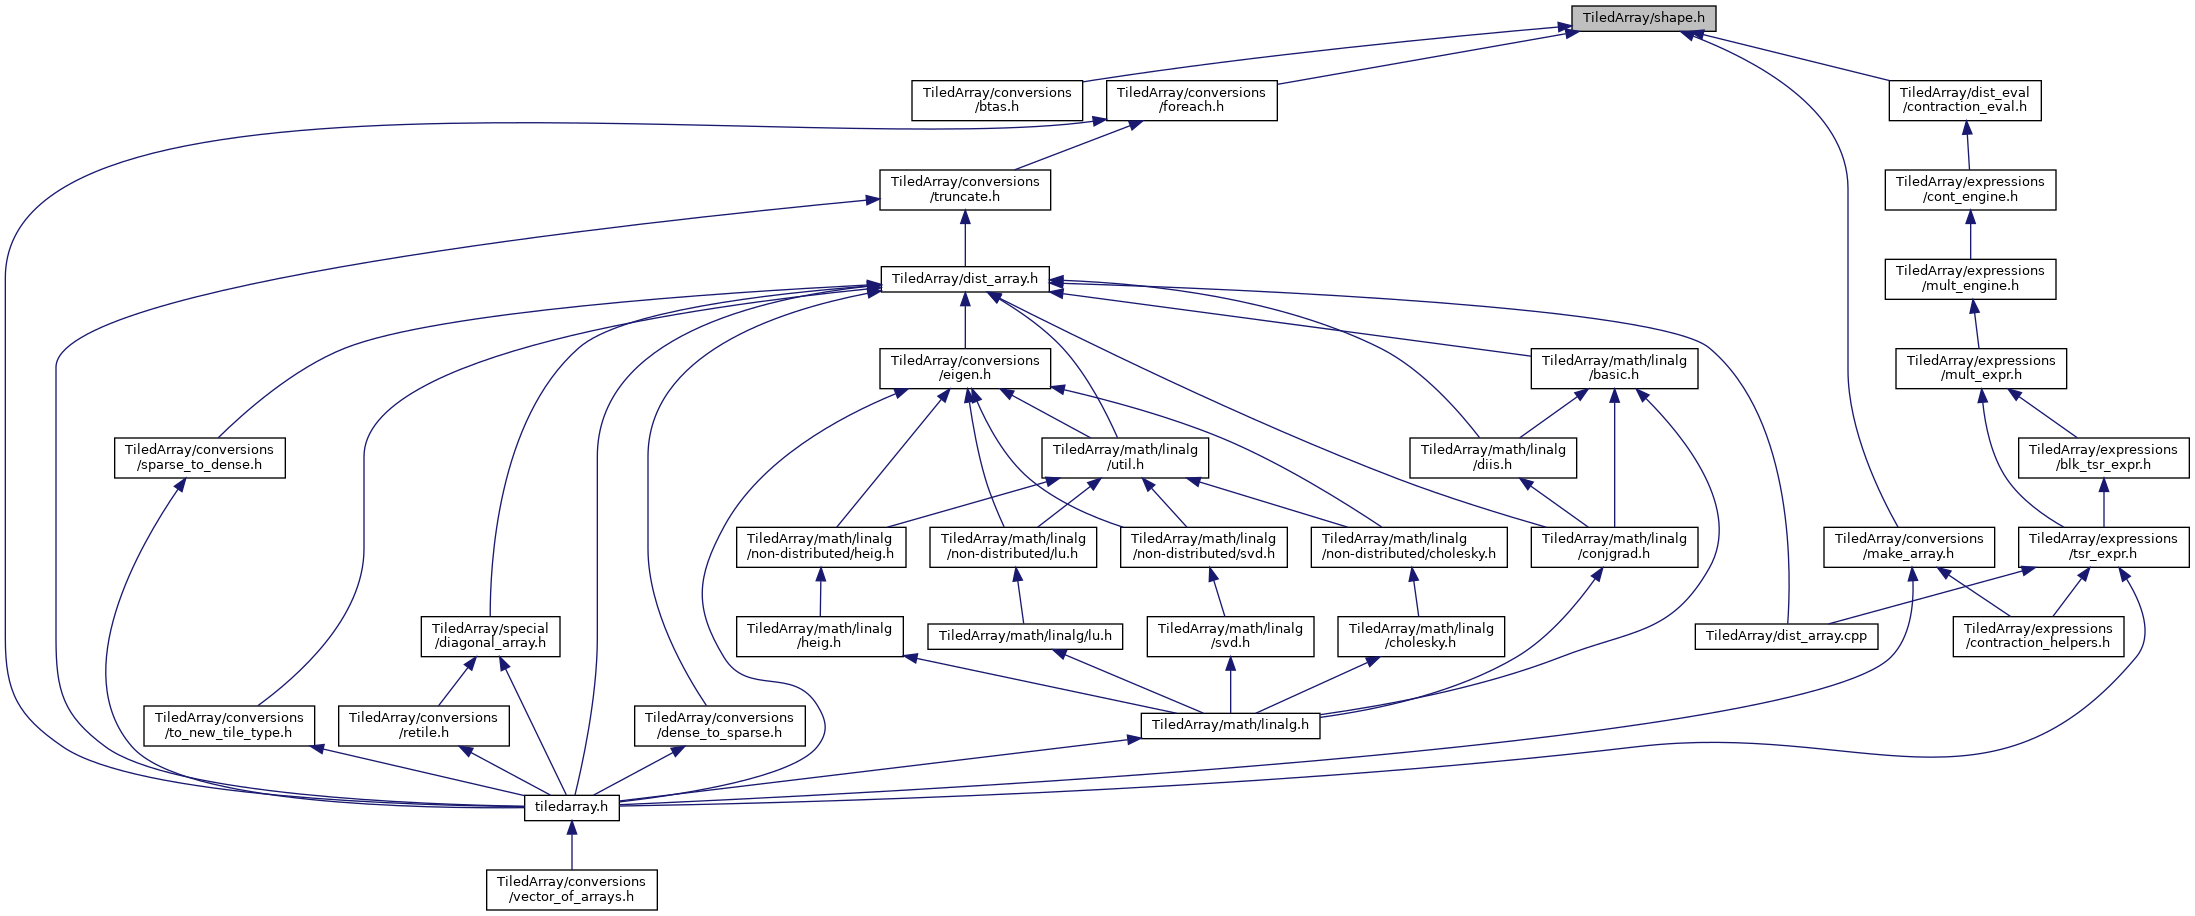 TiledArray/shape.h
TiledArray/conversions
/btas.h
TiledArray/conversions
/foreach.h
TiledArray/dist_eval
/contraction_eval.h
TiledArray/conversions
/truncate.h
TiledArray/expressions
/cont_engine.h
TiledArray/dist_array.h
TiledArray/expressions
/mult_engine.h
TiledArray/conversions
/eigen.h
TiledArray/math/linalg
/basic.h
TiledArray/expressions
/mult_expr.h
TiledArray/conversions
/sparse_to_dense.h
TiledArray/math/linalg
/util.h
TiledArray/math/linalg
/diis.h
TiledArray/expressions
/blk_tsr_expr.h
TiledArray/math/linalg
/non-distributed/heig.h
TiledArray/math/linalg
/non-distributed/lu.h
TiledArray/math/linalg
/non-distributed/svd.h
TiledArray/math/linalg
/non-distributed/cholesky.h
TiledArray/math/linalg
/conjgrad.h
TiledArray/conversions
/make_array.h
TiledArray/expressions
/tsr_expr.h
TiledArray/special
/diagonal_array.h
TiledArray/math/linalg
/heig.h
TiledArray/math/linalg/lu.h
TiledArray/math/linalg
/svd.h
TiledArray/math/linalg
/cholesky.h
TiledArray/dist_array.cpp
TiledArray/expressions
/contraction_helpers.h
TiledArray/conversions
/to_new_tile_type.h
TiledArray/conversions
/retile.h
TiledArray/conversions
/dense_to_sparse.h
TiledArray/math/linalg.h
tiledarray.h
TiledArray/conversions
/vector_of_arrays.h